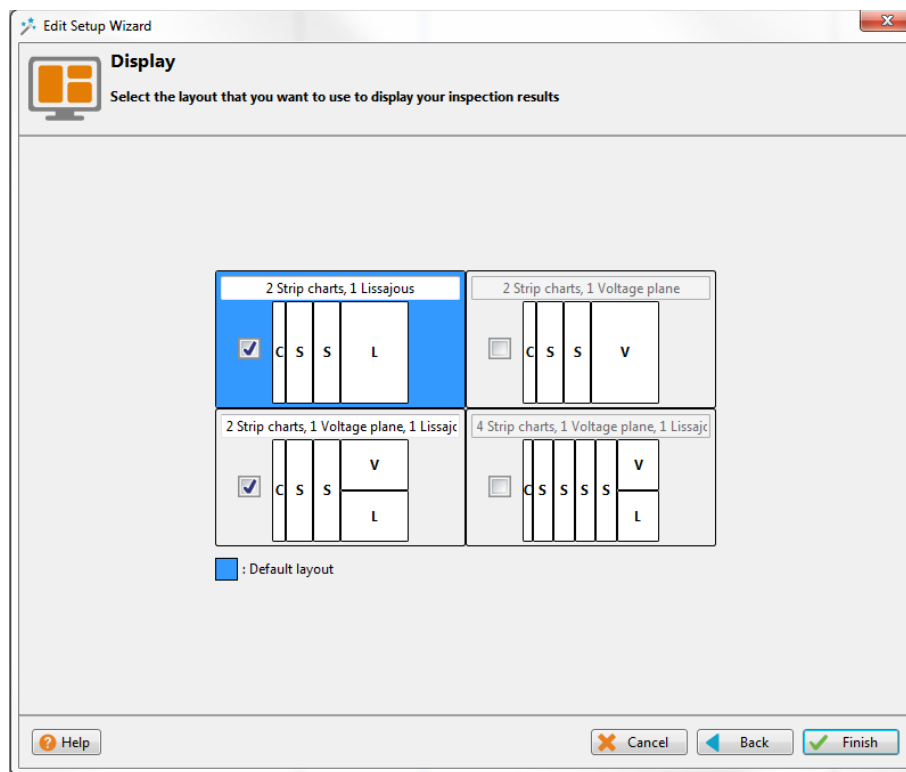 Edit Setup Wizard
Display
Select the layout that you want to use to display your inspection results
2 Strip charts, 1 Lissajous
2 Strip charts, 1 Voltage plane
C S S L
C S S V
2 Strip charts, 1 Voltage plane, 1 Lissajc
4 Strip charts, 1 Voltage plane, 1 Lissajc
C S S V L
C S S S S V L
: Default layout
Help
Cancel
Back
Finish